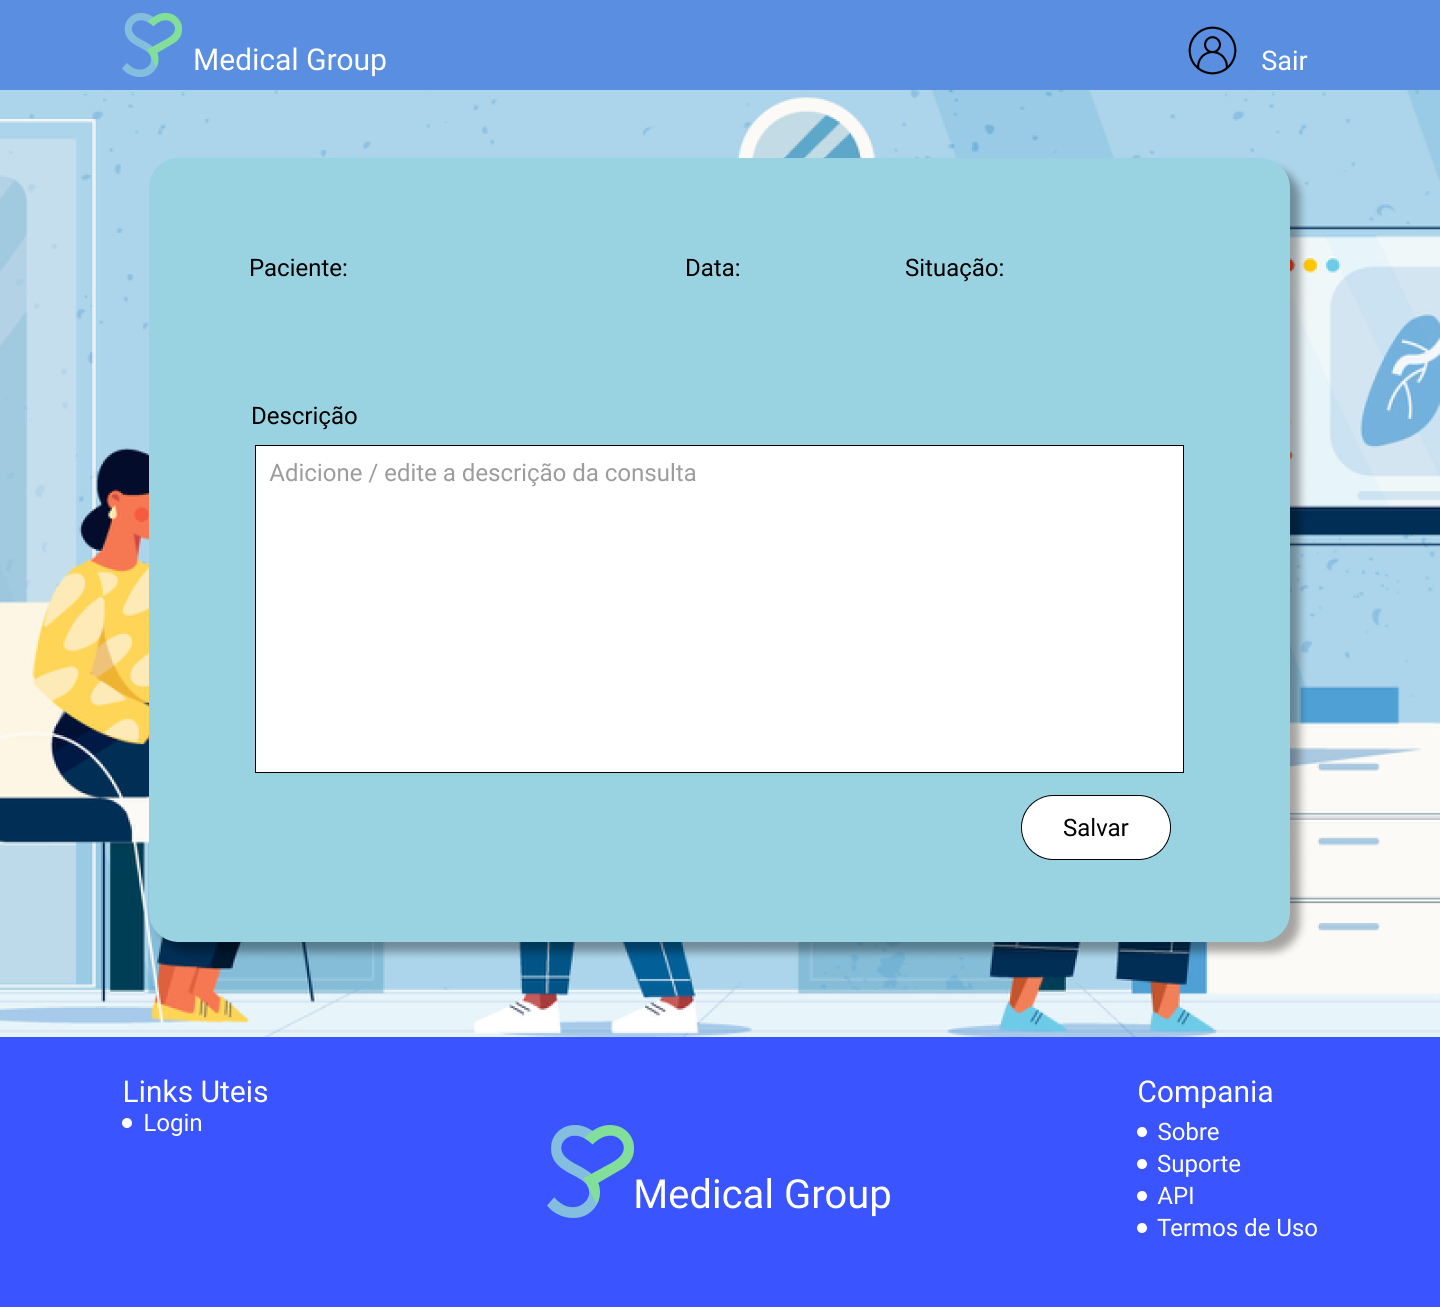 Medical Group
Sair
Paciente: Data: Situação:
Descrição
Adicione / edite a descrição da consulta
Salvar
Links Uteis
Login
Medical Group
Compania
Sobre
Suporte
API
Termos de Uso